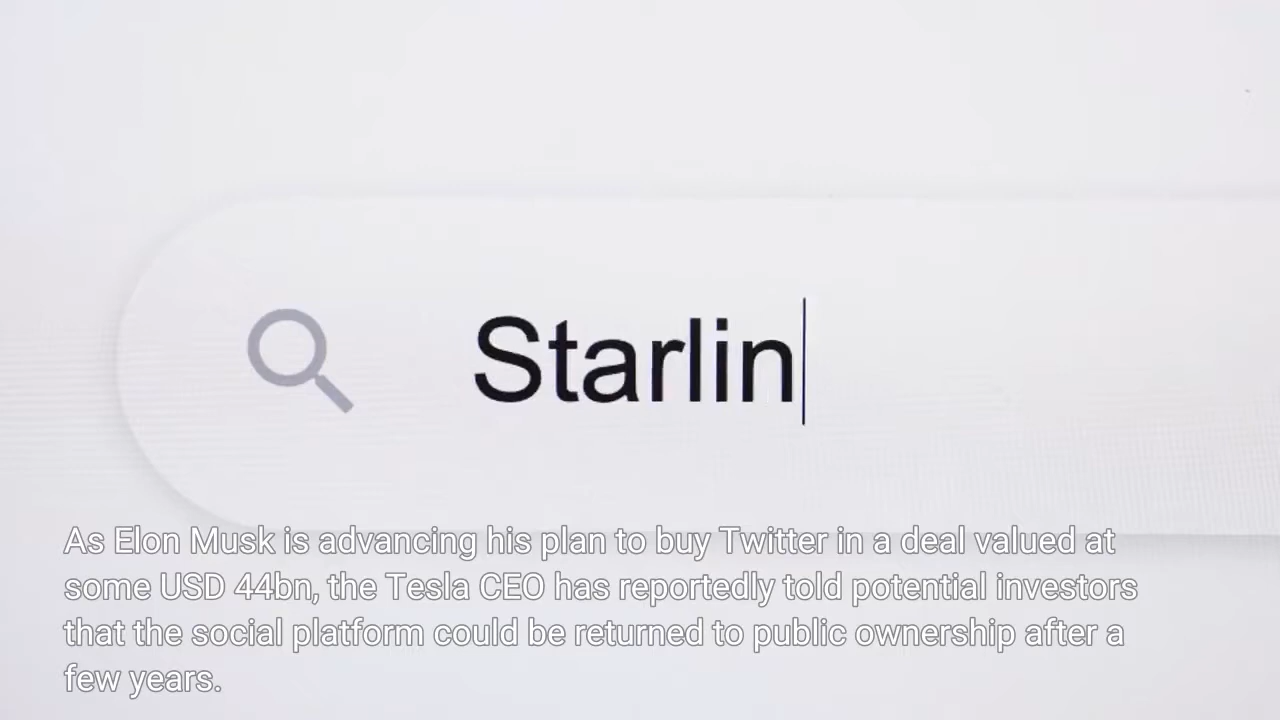 Starlin
As Elon Musk is advancing his plan to buy Twitter in a deal valued at
some USD 44bn, the Tesla CEO has reportedly told potential investors
that the social platform could be returned to public ownership after a
few years.